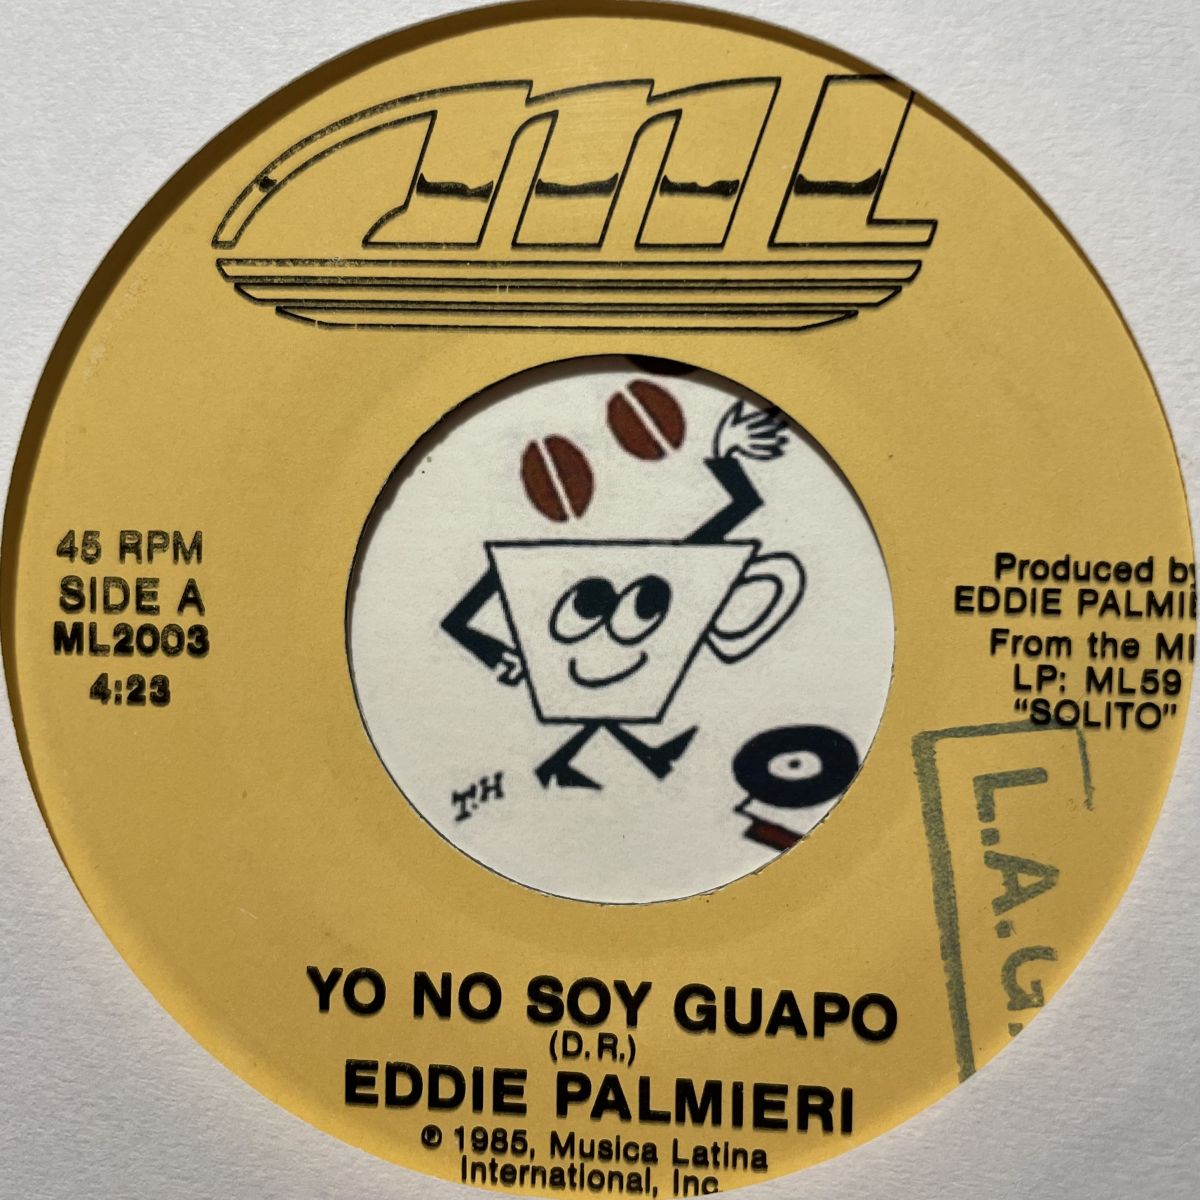 ML
45 RPM
SIDE A
ML2003
4:23
Produced by
EDDIE PALMIE
From the MI
LP: ML59
"SOLITO"
L.A.G.
T.H
YO NO SOY GUAPO
(D.R.)
EDDIE PALMIERI
℗ 1985, Musica Latina
International, Inc.